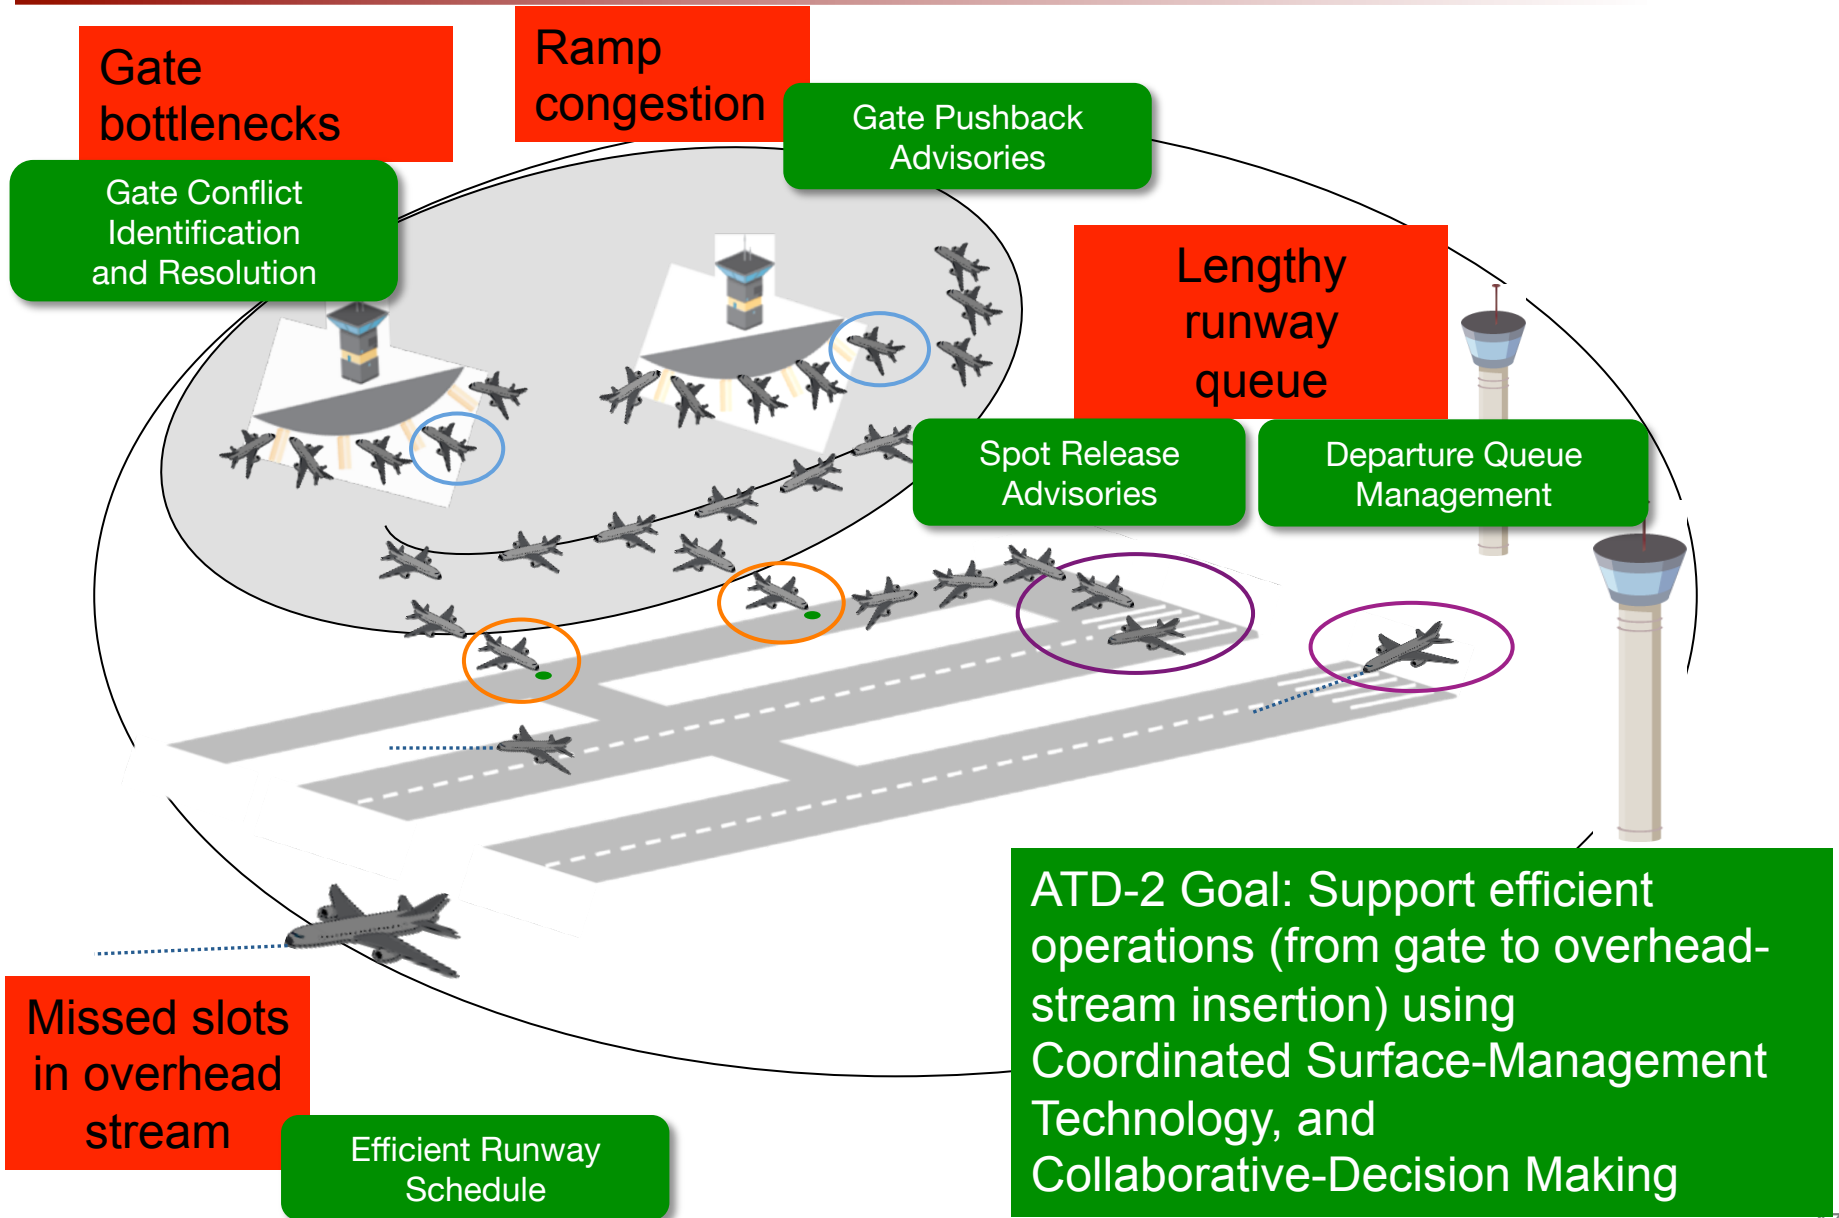 Gate
bottlenecks
Ramp
congestion
Gate Pushback
Advisories
Gate Conflict
Identification
and Resolution
Lengthy
runway
queue
Spot Release
Advisories
Departure Queue
Management
Missed slots
in overhead
stream
Efficient Runway
Schedule
ATD-2 Goal: Support efficient
operations (from gate to overhead-
stream insertion) using
Coordinated Surface-Management
Technology, and
Collaborative-Decision Making